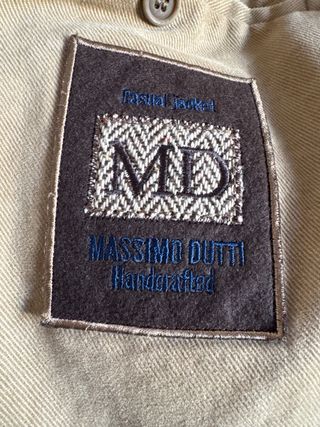 Casual Jacket
MD
MASSIMO DUTTI
Handcrafted